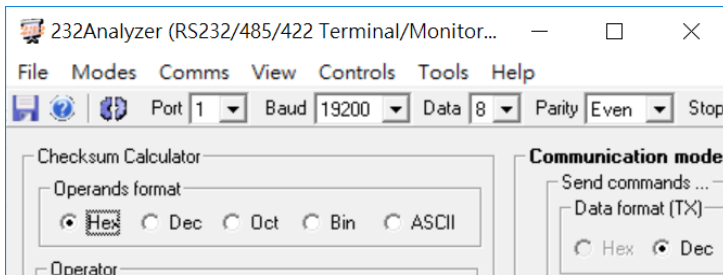 232Analyzer (RS232/485/422 Terminal/Monitor...
File Modes Comms View Controls Tools Help
Port 1 Baud 19200 Data 8 Parity Even Stop
Checksum Calculator
Operands format
Hex Dec Oct Bin ASCII
Operator
Communication mode
Send commands ...
Data format (TX)
Hex Dec